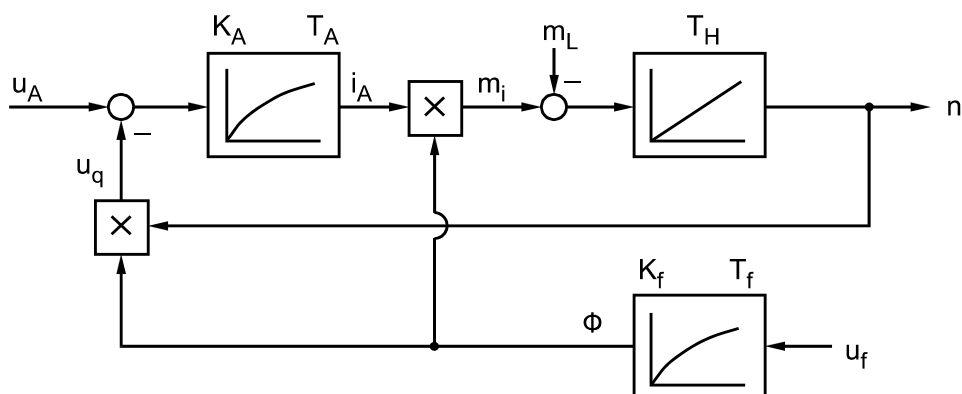 K_A T_A
m_L
T_H
u_A
i_A
×
m_i
n
u_q
×
K_f T_f
Φ
u_f